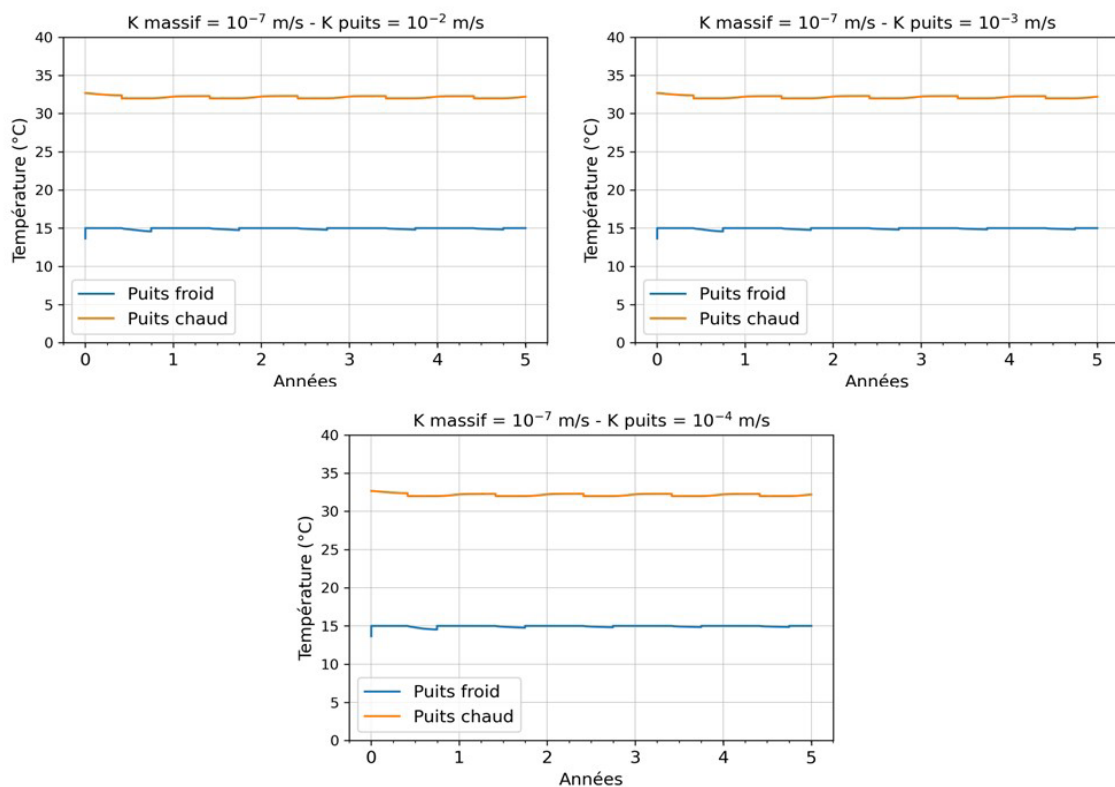 K massif = 10⁻⁷ m/s - K puits = 10⁻² m/s
40
35
30
25
20
15
10
5
0
Température (°C)
Puits froid
Puits chaud
0 1 2 3 4 5
Années
K massif = 10⁻⁷ m/s - K puits = 10⁻³ m/s
40
35
30
25
20
15
10
5
0
Température (°C)
Puits froid
Puits chaud
0 1 2 3 4 5
Années
K massif = 10⁻⁷ m/s - K puits = 10⁻⁴ m/s
40
35
30
25
20
15
10
5
0
Température (°C)
Puits froid
Puits chaud
0 1 2 3 4 5
Années